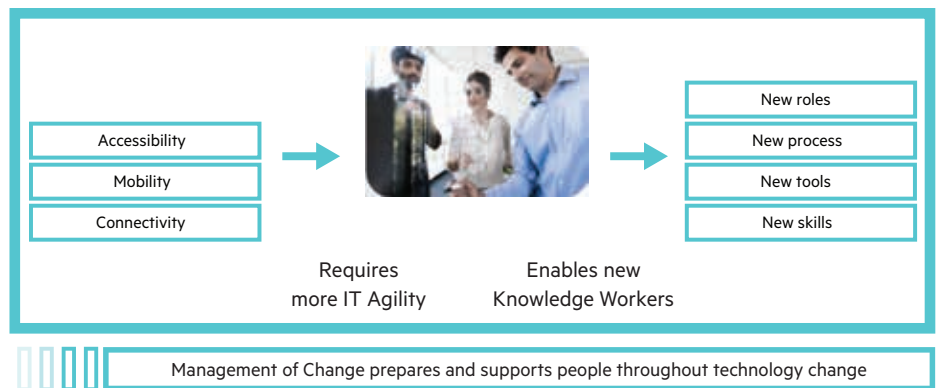 Accessibility
Mobility
Connectivity
New roles
New process
New tools
New skills
Requires
more IT Agility
Enables new
Knowledge Workers
Management of Change prepares and supports people throughout technology change